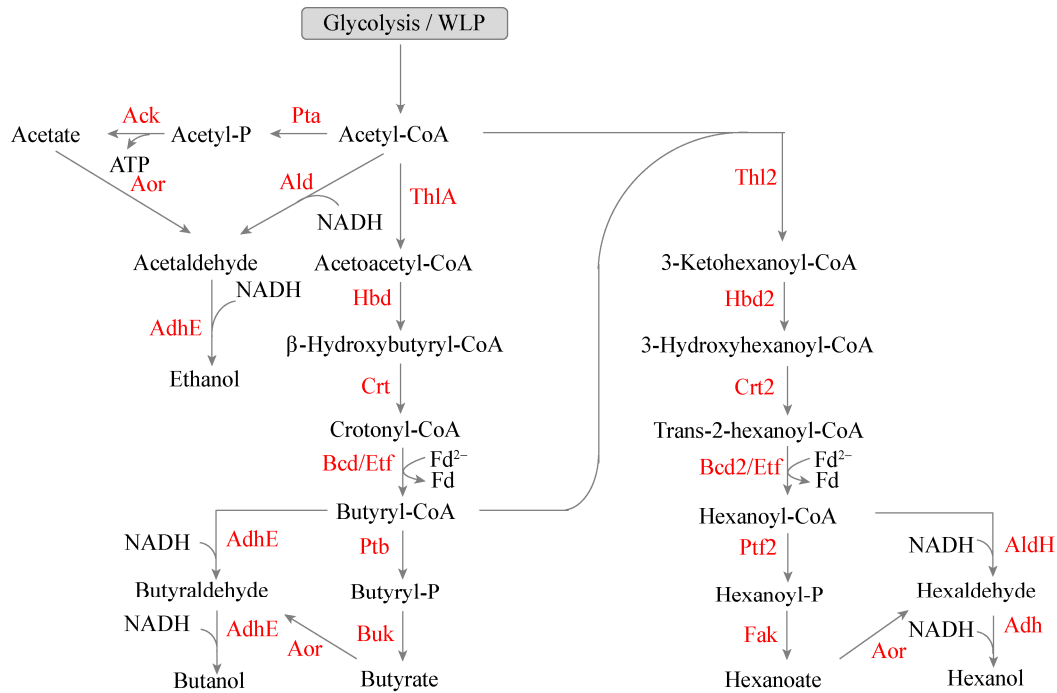 Glycolysis / WLP
Ack
Pta
Acetate
Acetyl-P
Acetyl-CoA
ATP
Aor
Ald
NADH
ThlA
Thl2
Acetaldehyde
Acetoacetyl-CoA
3-Ketohexanoyl-CoA
NADH
Hbd
Hbd2
AdhE
β-Hydroxybutyryl-CoA
3-Hydroxyhexanoyl-CoA
Ethanol
Crt
Crt2
Crotonyl-CoA
Trans-2-hexanoyl-CoA
Bcd/Etf
Fd²⁻
Fd
Bcd2/Etf
Fd²⁻
Fd
Butyryl-CoA
Hexanoyl-CoA
NADH
AdhE
Ptb
Ptf2
NADH
AldH
Butyraldehyde
Butyryl-P
Hexanoyl-P
Hexaldehyde
NADH
AdhE
Aor
Buk
Fak
Aor
NADH
Adh
Butanol
Butyrate
Hexanoate
Hexanol